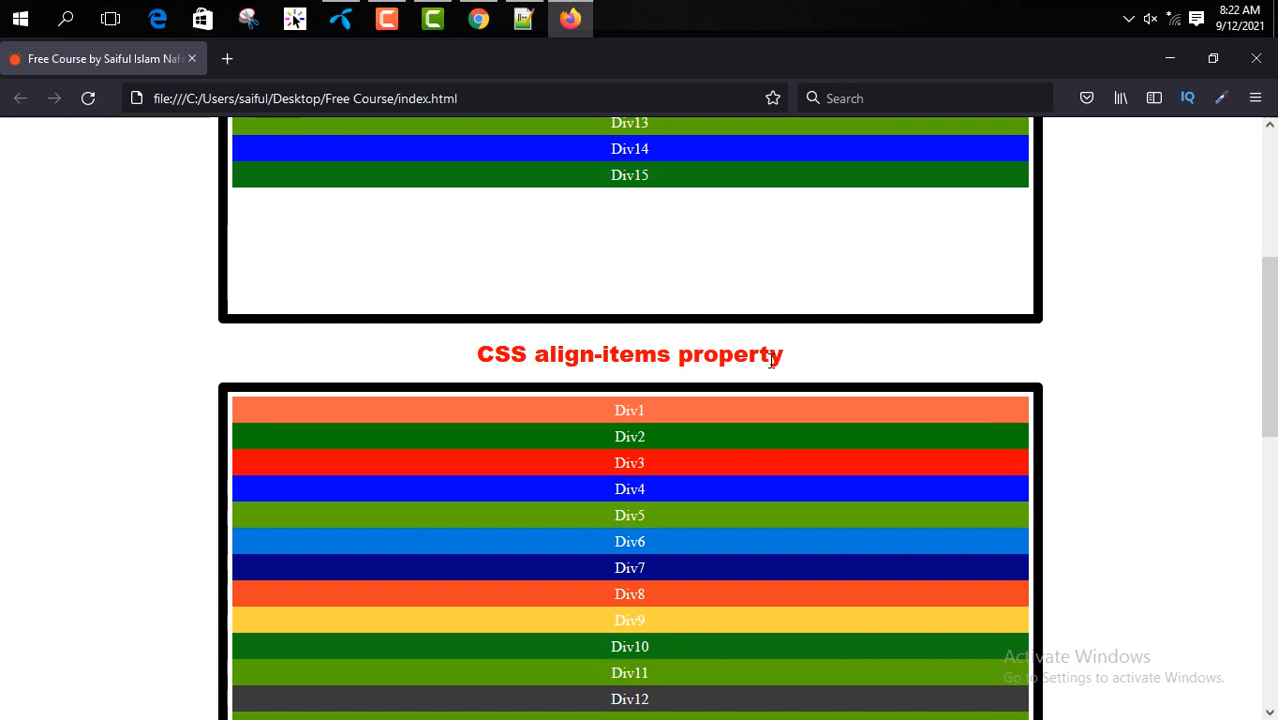 8:22 AM
9/12/2021
Free Course by Saiful Islam Naf
file:///C:/Users/saiful/Desktop/Free Course/index.html
Search
IQ
Div13
Div14
Div15
CSS align-items property
Div1
Div2
Div3
Div4
Div5
Div6
Div7
Div8
Div9
Div10
Div11
Div12
Activate Windows
Go to Settings to activate Windows.